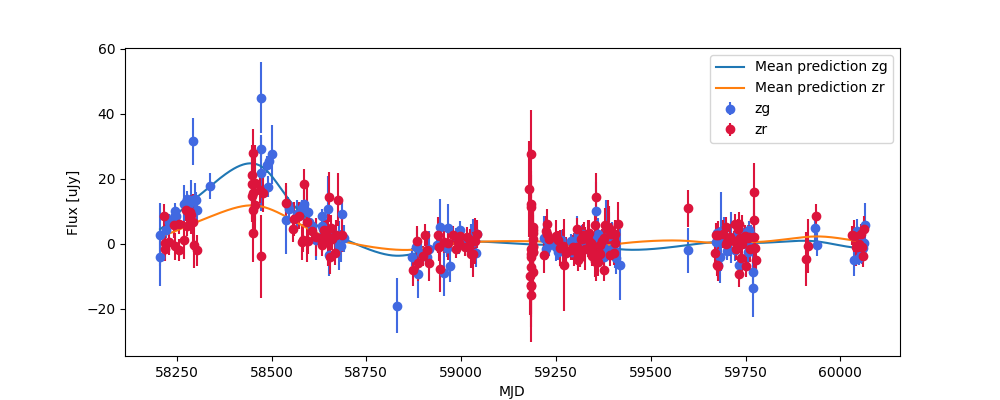 60
40
20
0
−20
Flux [uJy]
58250 58500 58750 59000 59250 59500 59750 60000
MJD
Mean prediction zg
Mean prediction zr
zg
zr